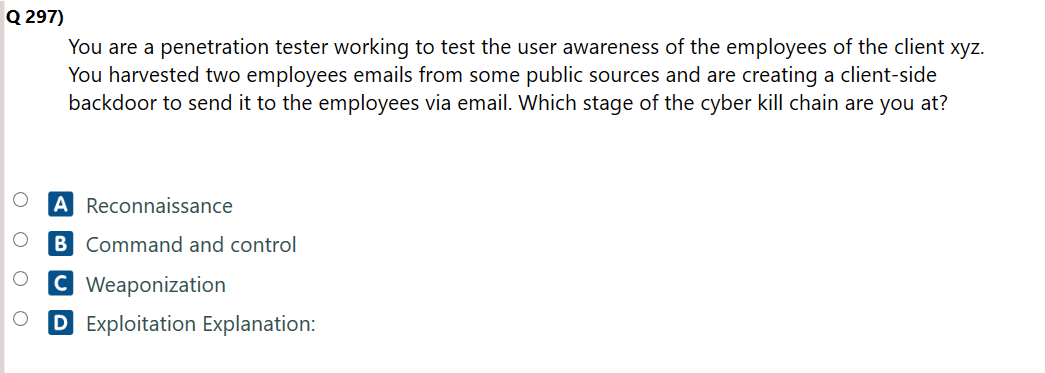 Q 297)
You are a penetration tester working to test the user awareness of the employees of the client xyz.
You harvested two employees emails from some public sources and are creating a client-side
backdoor to send it to the employees via email. Which stage of the cyber kill chain are you at?
A Reconnaissance
B Command and control
C Weaponization
D Exploitation Explanation: